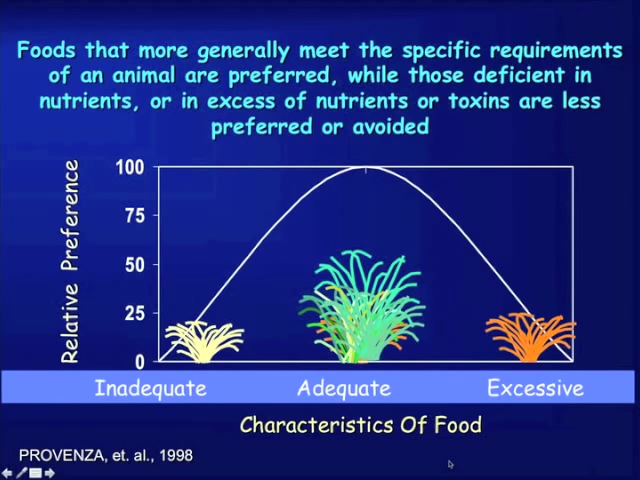 Foods that more generally meet the specific requirements
of an animal are preferred, while those deficient in
nutrients, or in excess of nutrients or toxins are less
preferred or avoided
Relative Preference
100
75
50
25
0
Inadequate Adequate Excessive
Characteristics Of Food
PROVENZA, et. al., 1998